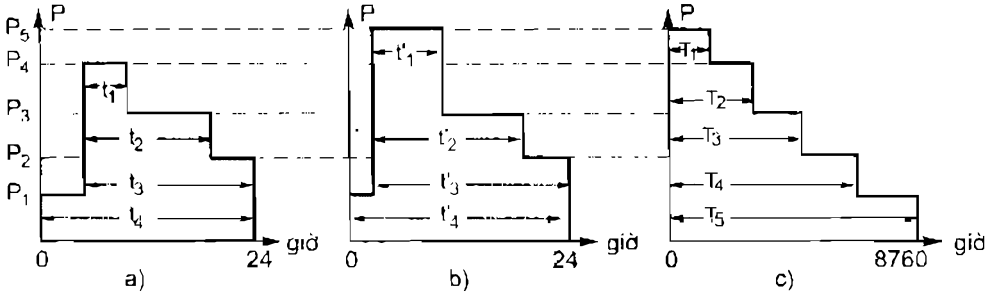 P
P
P
P₅
P₄
P₃
P₂
P₁
t₁
t₂
t₃
t₄
t'₁
t'₂
t'₃
t'₄
T₁
T₂
T₃
T₄
T₅
0
24
giờ
0
24
giờ
0
8760
giờ
a)
b)
c)